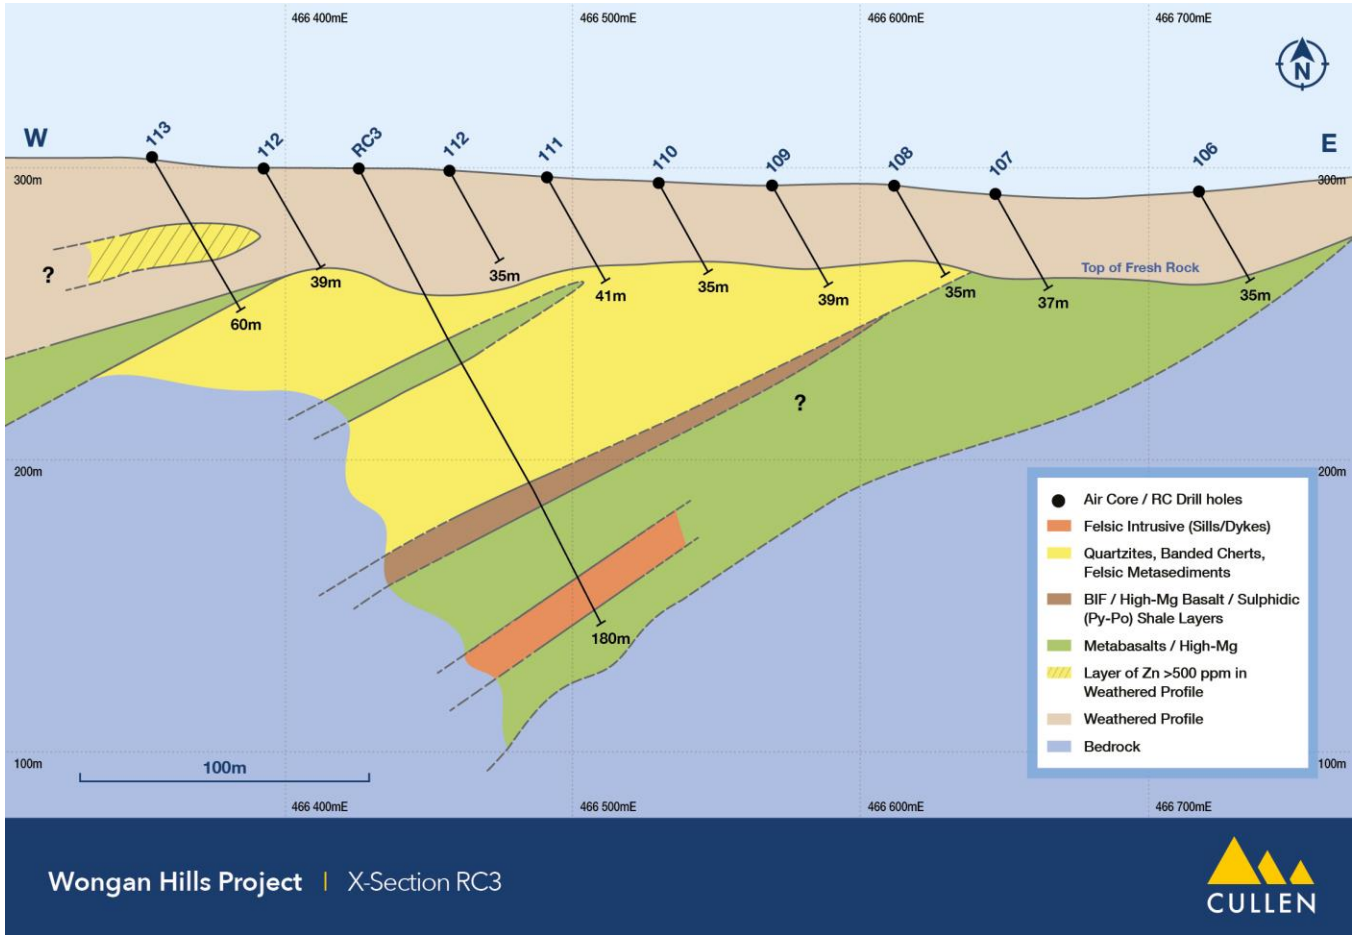 466 400mE
466 500mE
466 600mE
466 700mE
N
W
E
113
112
RC3
112
111
110
109
108
107
106
300m
300m
?
39m
60m
35m
41m
35m
39m
35m
37m
35m
Top of Fresh Rock
?
200m
200m
180m
100m
100m
100m
Air Core / RC Drill holes
Felsic Intrusive (Sills/Dykes)
Quartzites, Banded Cherts,
Felsic Metasediments
BIF / High-Mg Basalt / Sulphidic
(Py-Po) Shale Layers
Metabasalts / High-Mg
Layer of Zn >500 ppm in
Weathered Profile
Weathered Profile
Bedrock
466 400mE
466 500mE
466 600mE
466 700mE
Wongan Hills Project | X-Section RC3
CULLEN